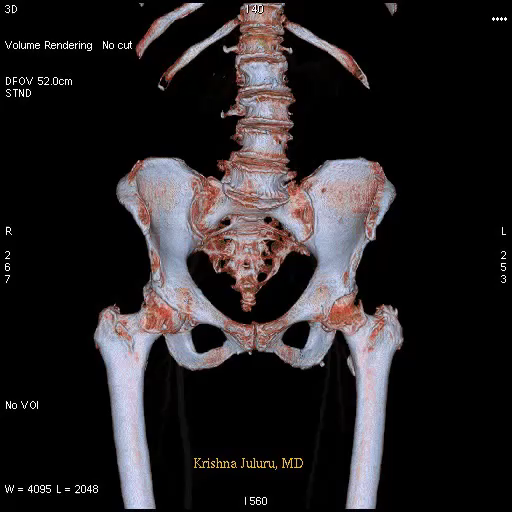 3D
I 40
Volume Rendering No cut
DFOV 52.0cm
STND
R
2
6
7
L
2
5
3
No VOI
Krishna Juluru, MD
W = 4095 L = 2048
I 560